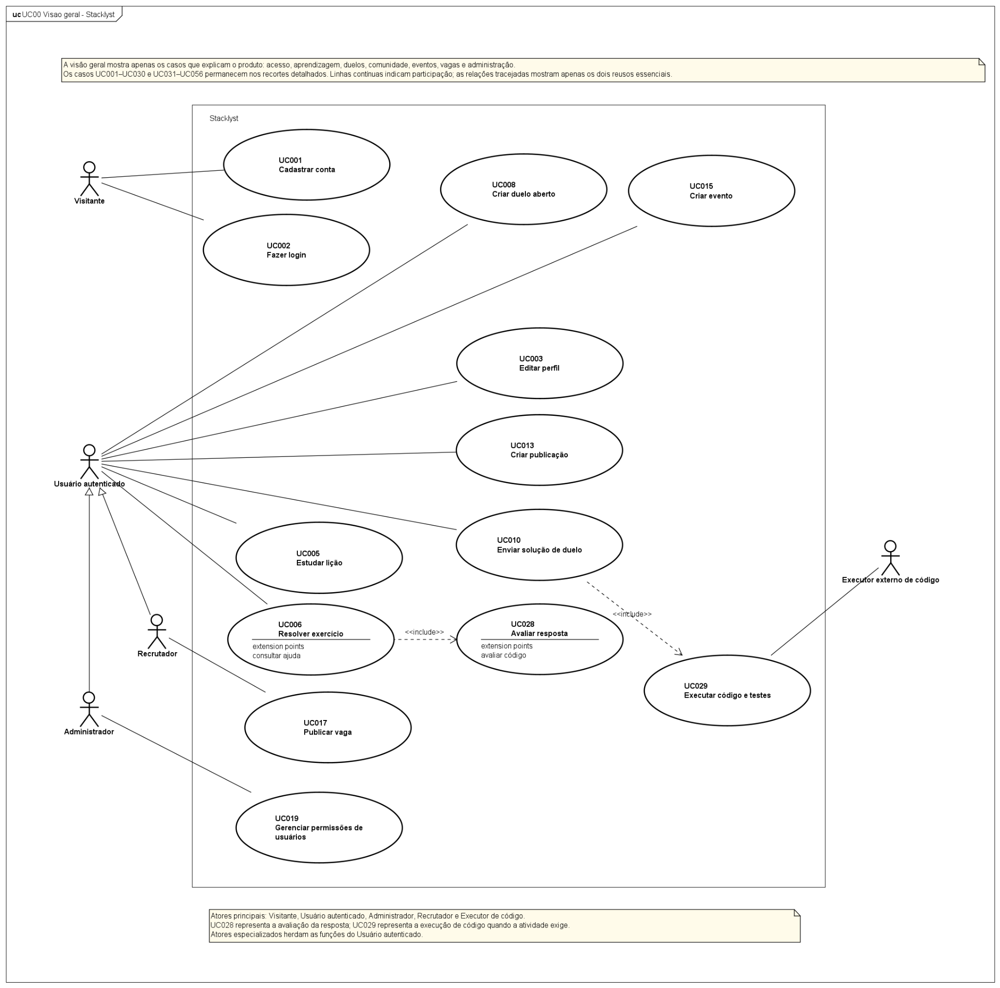 uc UC00 Visao geral - Stacklyst
A visão geral mostra apenas os casos que explicam o produto: acesso, aprendizagem, duelos, comunidade, eventos, vagas e administração.
Os casos UC001–UC030 e UC031–UC056 permanecem nos recortes detalhados. Linhas contínuas indicam participação; as relações tracejadas mostram apenas os dois reusos essenciais.
Stacklyst
UC001
Cadastrar conta
UC008
Criar duelo aberto
UC015
Criar evento
Visitante
UC002
Fazer login
UC003
Editar perfil
UC013
Criar publicação
Usuário autenticado
UC005
Estudar lição
UC010
Enviar solução de duelo
Executor externo de código
<<include>>
UC006
Resolver exercício
extension points
consultar ajuda
<<include>>
UC028
Avaliar resposta
extension points
avaliar código
Recrutador
UC029
Executar código e testes
UC017
Publicar vaga
Administrador
UC019
Gerenciar permissões de
usuários
Atores principais: Visitante, Usuário autenticado, Administrador, Recrutador e Executor de código.
UC028 representa a avaliação da resposta; UC029 representa a execução de código quando a atividade exige.
Atores especializados herdam as funções do Usuário autenticado.